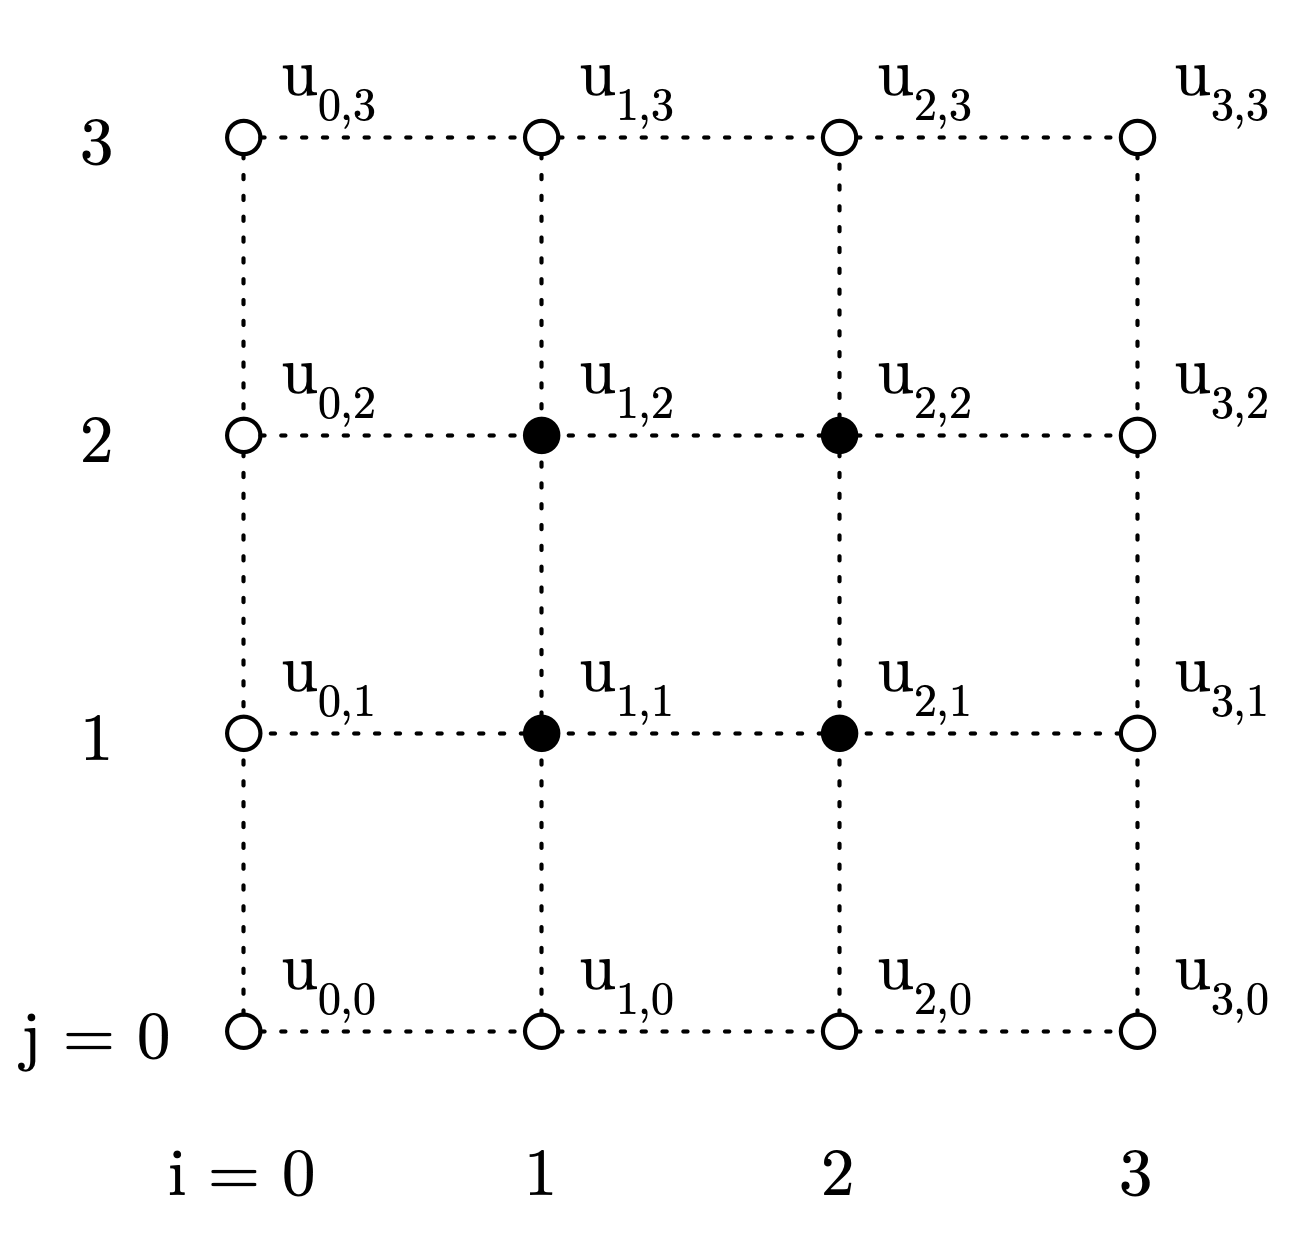 u0,3 u1,3 u2,3 u3,3
3
u0,2 u1,2 u2,2 u3,2
2
u0,1 u1,1 u2,1 u3,1
1
u0,0 u1,0 u2,0 u3,0
j = 0
i = 0 1 2 3